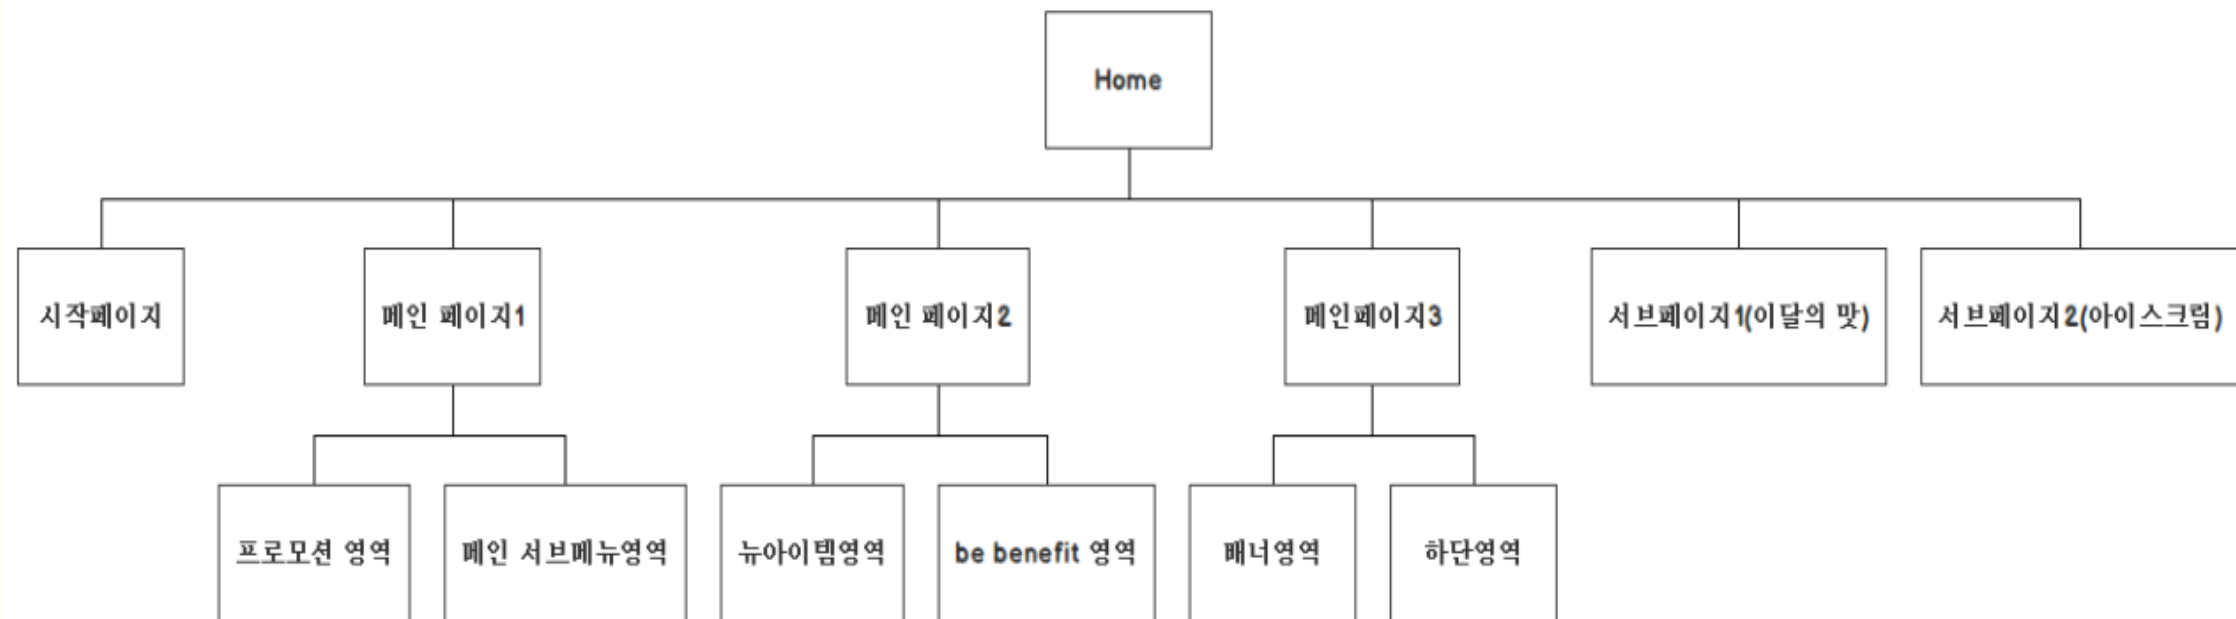 Home
시작페이지
메인 페이지1
메인 페이지2
메인페이지3
서브페이지1(이달의 맛)
서브페이지2(아이스크림)
프로모션 영역
메인 서브메뉴영역
뉴아이템영역
be benefit 영역
배너영역
하단영역